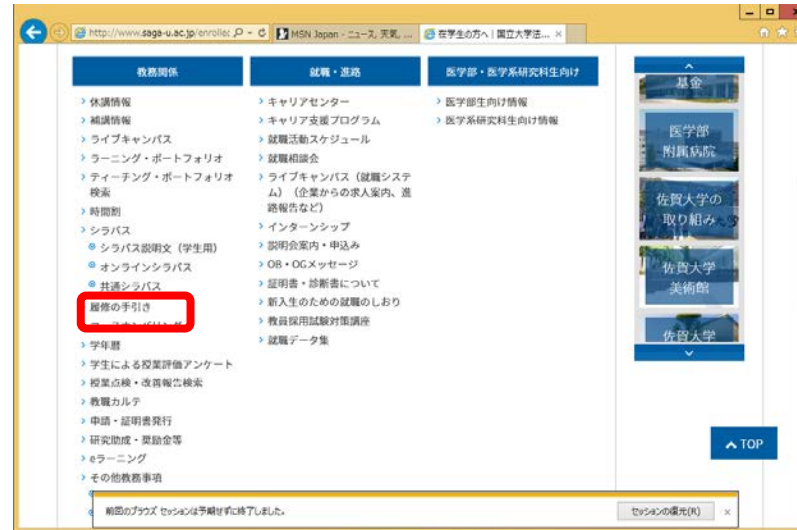 http://www.saga-u.ac.jp/enrolle
MSN Japan - ニュース, 天気, ...
在学生の方へ | 国立大学法...
教務関係
休講情報
補講情報
ライブキャンパス
ラーニング・ポートフォリオ
ティーチング・ポートフォリオ
検索
時間割
シラバス
シラバス説明文（学生用）
オンラインシラバス
共通シラバス
履修の手引き
コースナンバリング
学年暦
学生による授業評価アンケート
授業点検・改善報告検索
教職カルテ
申請・証明書発行
研究助成・奨励金等
eラーニング
その他教務事項
就職・進路
キャリアセンター
キャリア支援プログラム
就職活動スケジュール
就職相談会
ライブキャンパス（就職システ
ム）（企業からの求人案内、進
路報告など）
インターンシップ
説明会案内・申込み
OB・OGメッセージ
証明書・診断書について
新入生のための就職のしおり
教員採用試験対策講座
就職データ集
医学部・医学系研究科生向け
医学部生向け情報
医学系研究科生向け情報
基金
医学部
附属病院
佐賀大学の
取り組み
佐賀大学
美術館
佐賀大学
TOP
前回のブラウズ セッションは予期せずに終了しました。
セッションの復元(R)